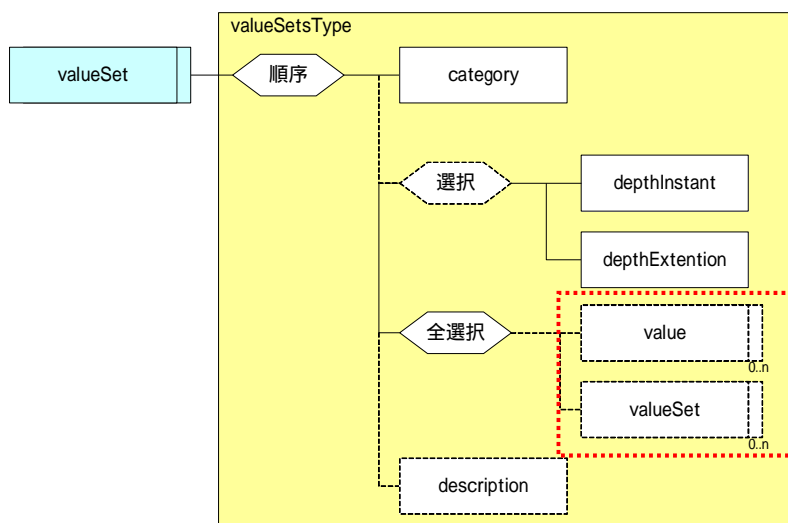 valueSetsType
valueSet
順序
category
選択
depthInstant
depthExtention
全選択
value
0..n
valueSet
0..n
description